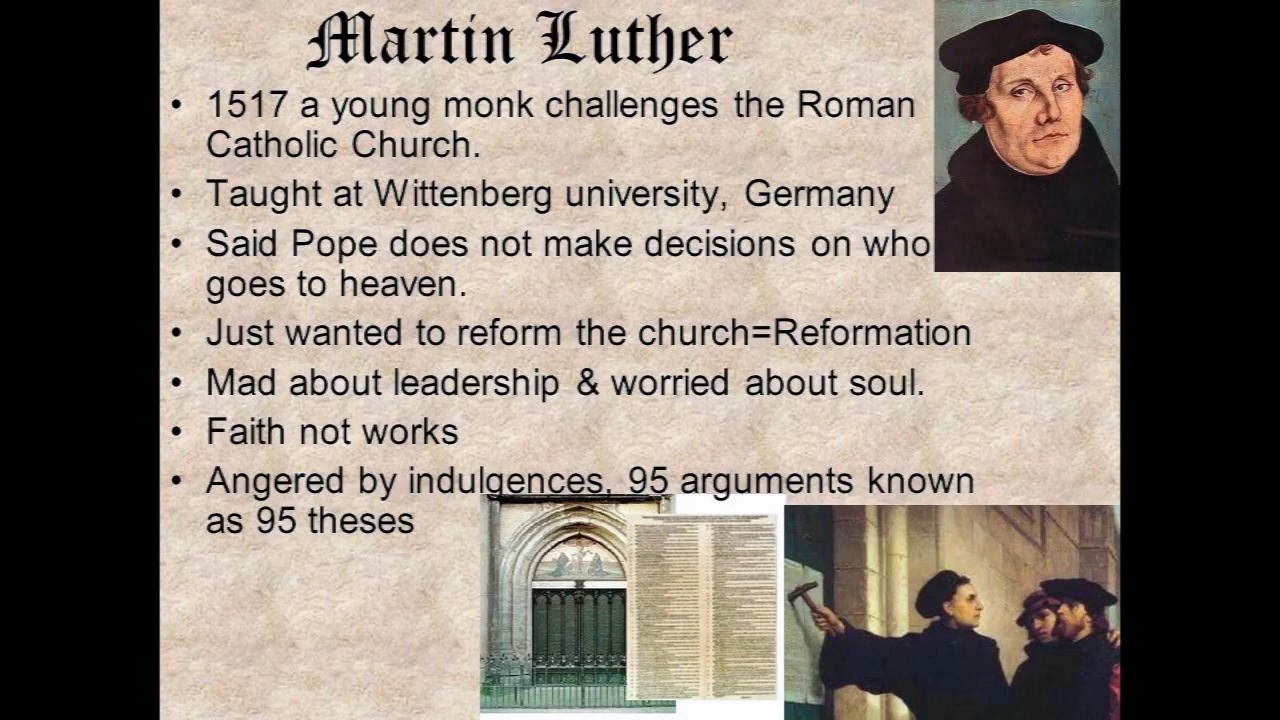 Martin Luther
• 1517 a young monk challenges the Roman
Catholic Church.
• Taught at Wittenberg university, Germany
• Said Pope does not make decisions on who
goes to heaven.
• Just wanted to reform the church=Reformation
• Mad about leadership & worried about soul.
• Faith not works
• Angered by indulgences, 95 arguments known
as 95 theses